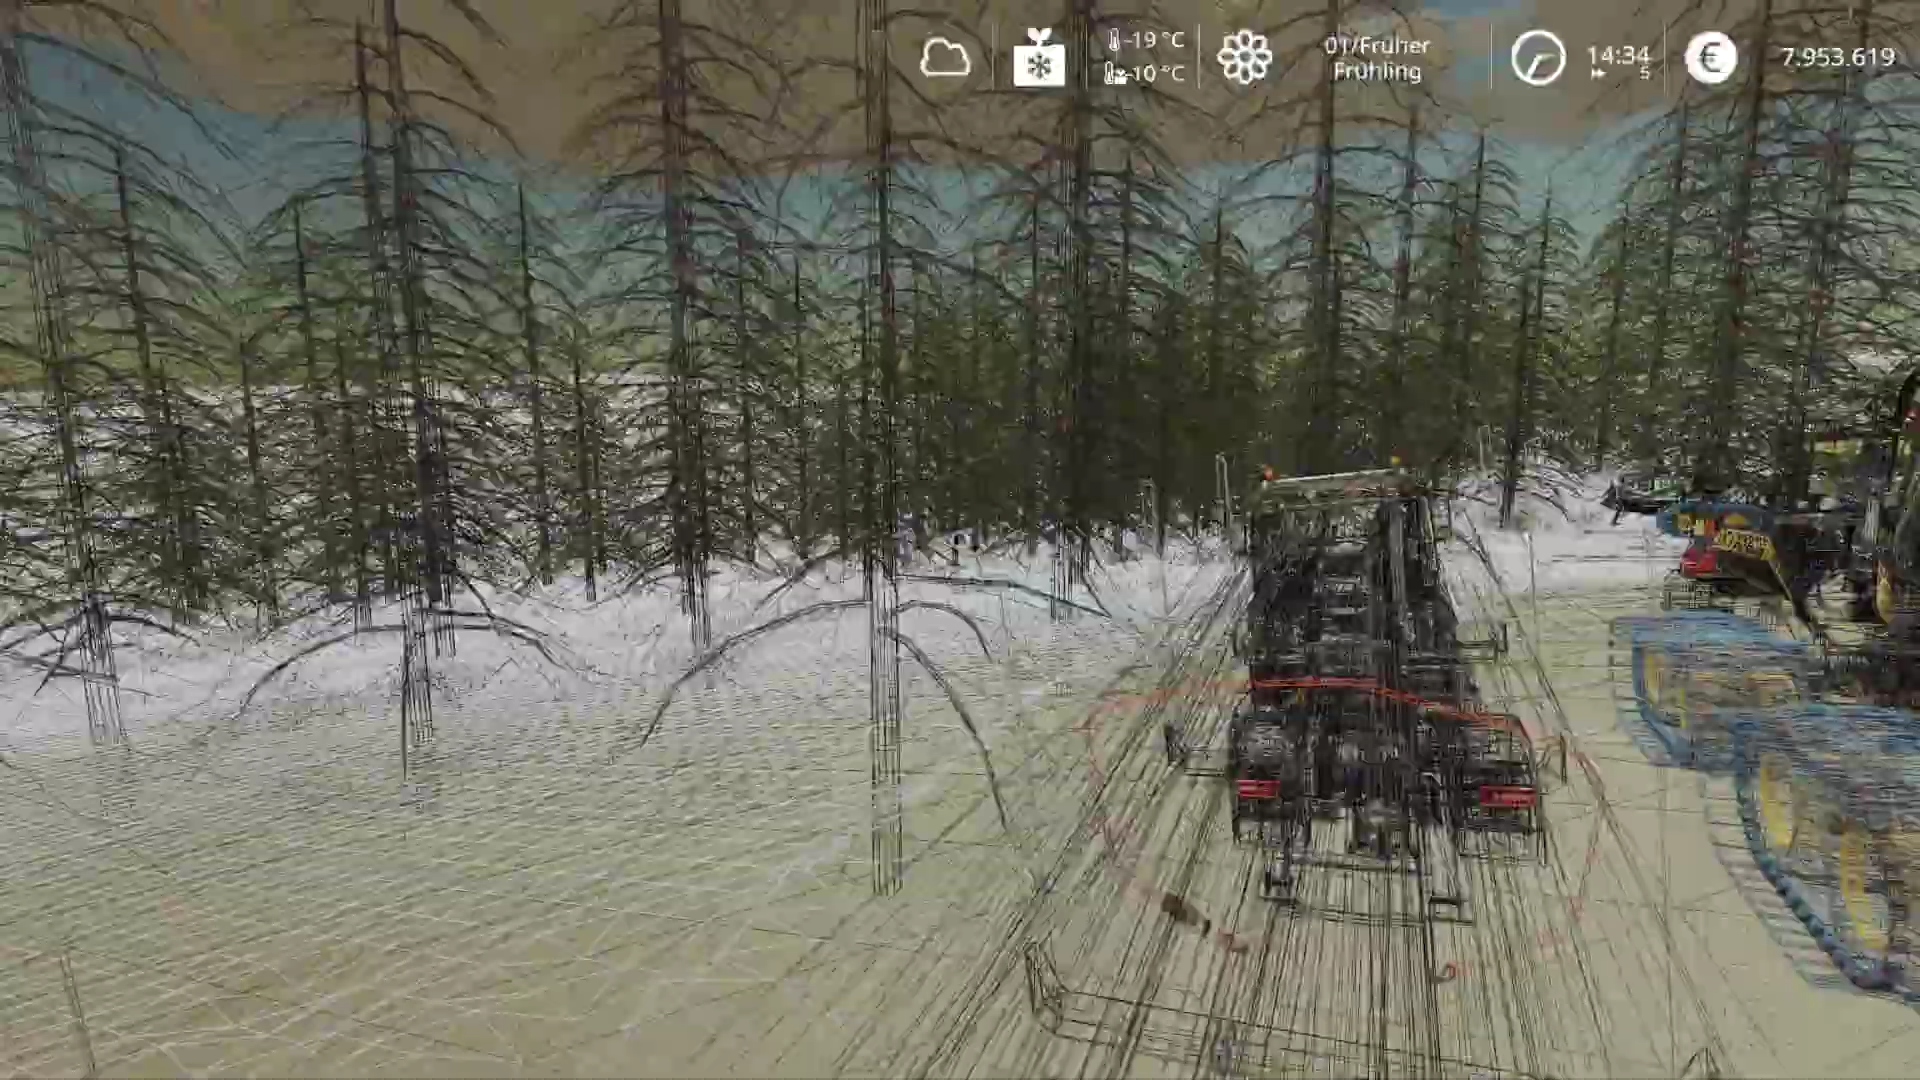 -19 °C
-10 °C
01/Früher
Frühling
14:34
5
€
7.953.619